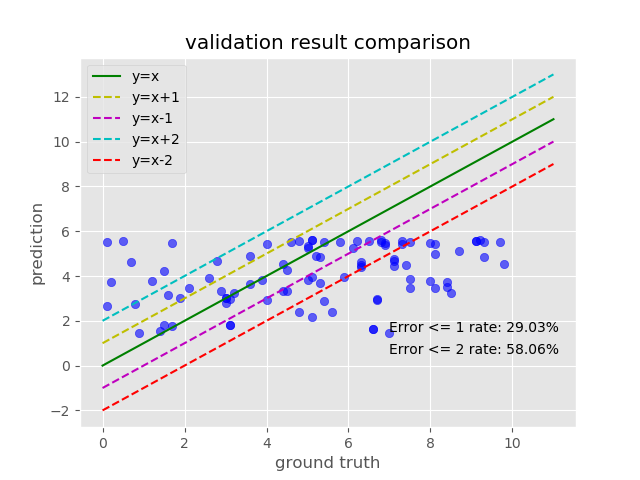 validation result comparison
y=x
y=x+1
y=x-1
y=x+2
y=x-2
12
10
8
6
4
2
0
−2
prediction
Error <= 1 rate: 29.03%
Error <= 2 rate: 58.06%
0 2 4 6 8 10
ground truth